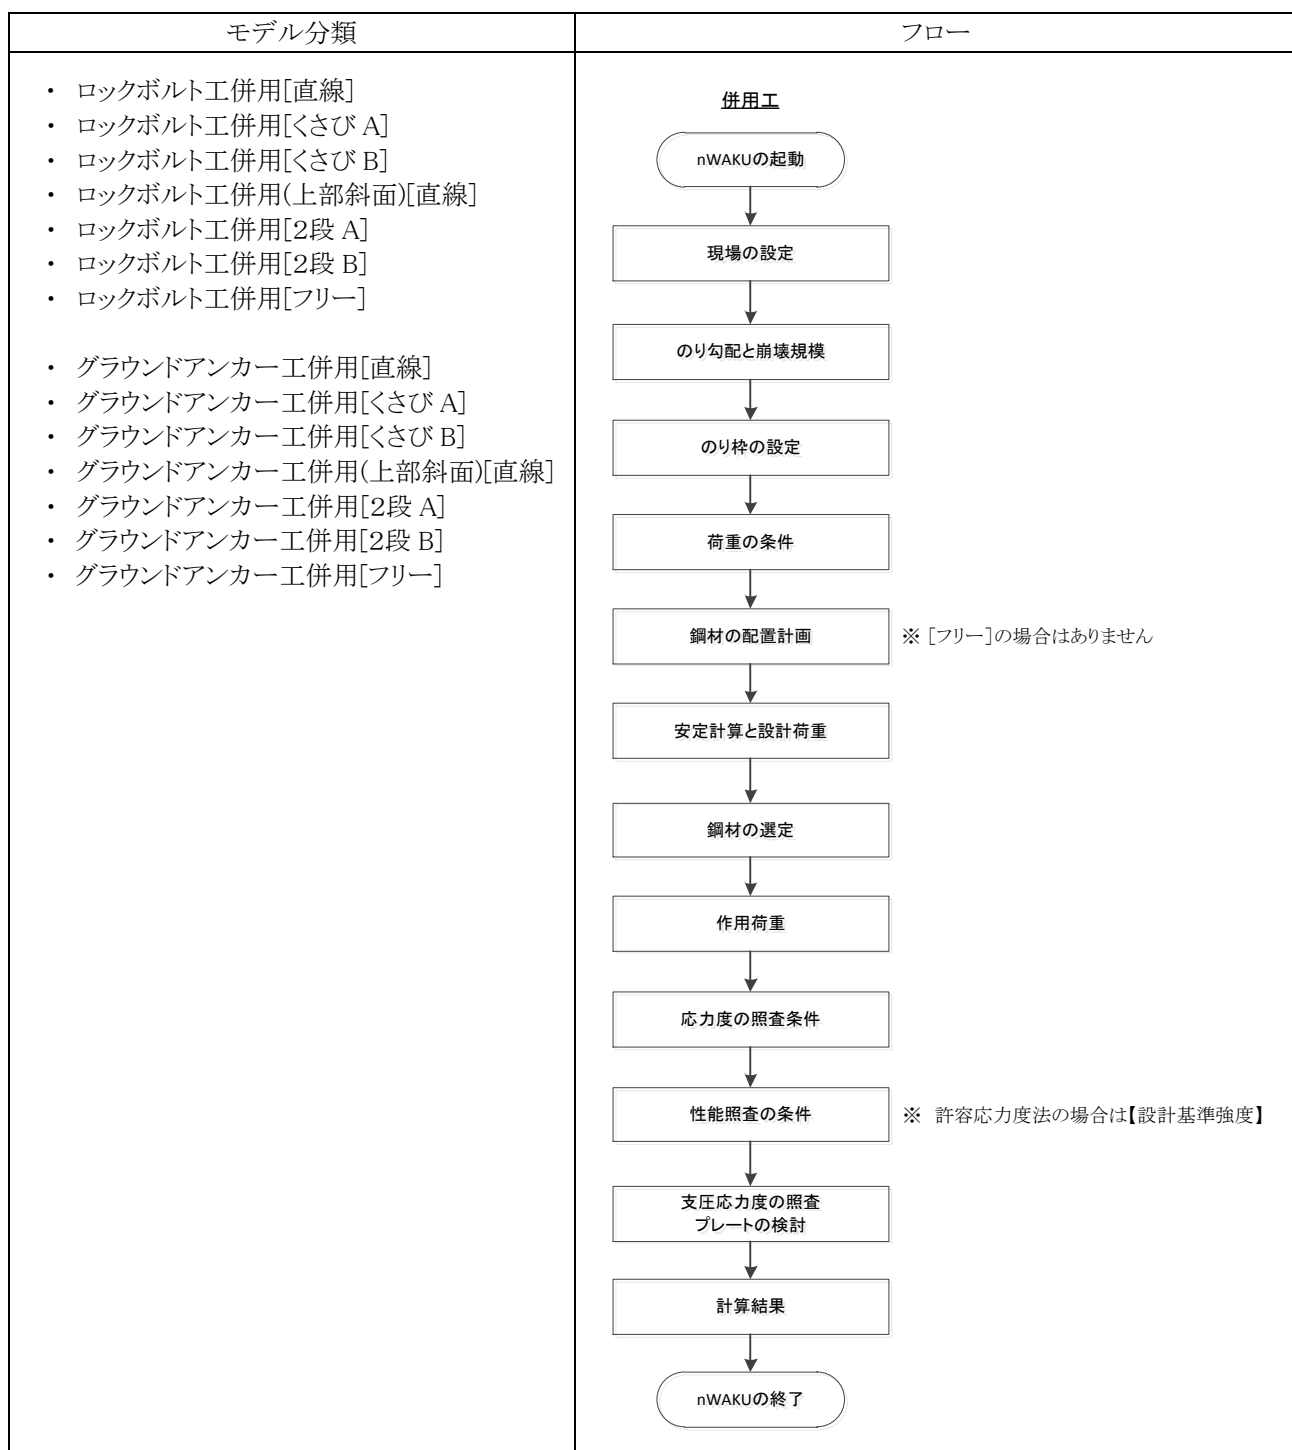 モデル分類
フロー
・ ロックボルト工併用[直線]
・ ロックボルト工併用[くさび A]
・ ロックボルト工併用[くさび B]
・ ロックボルト工併用(上部斜面)[直線]
・ ロックボルト工併用[２段 A]
・ ロックボルト工併用[２段 B]
・ ロックボルト工併用[フリー]
・ グラウンドアンカー工併用[直線]
・ グラウンドアンカー工併用[くさび A]
・ グラウンドアンカー工併用[くさび B]
・ グラウンドアンカー工併用(上部斜面)[直線]
・ グラウンドアンカー工併用[２段 A]
・ グラウンドアンカー工併用[２段 B]
・ グラウンドアンカー工併用[フリー]
併用工
nWAKUの起動
現場の設定
のり勾配と崩壊規模
のり枠の設定
荷重の条件
鋼材の配置計画
※ [フリー]の場合はありません
安定計算と設計荷重
鋼材の選定
作用荷重
応力度の照査条件
性能照査の条件
※ 許容応力度法の場合は【設計基準強度】
支圧応力度の照査
プレートの検討
計算結果
nWAKUの終了